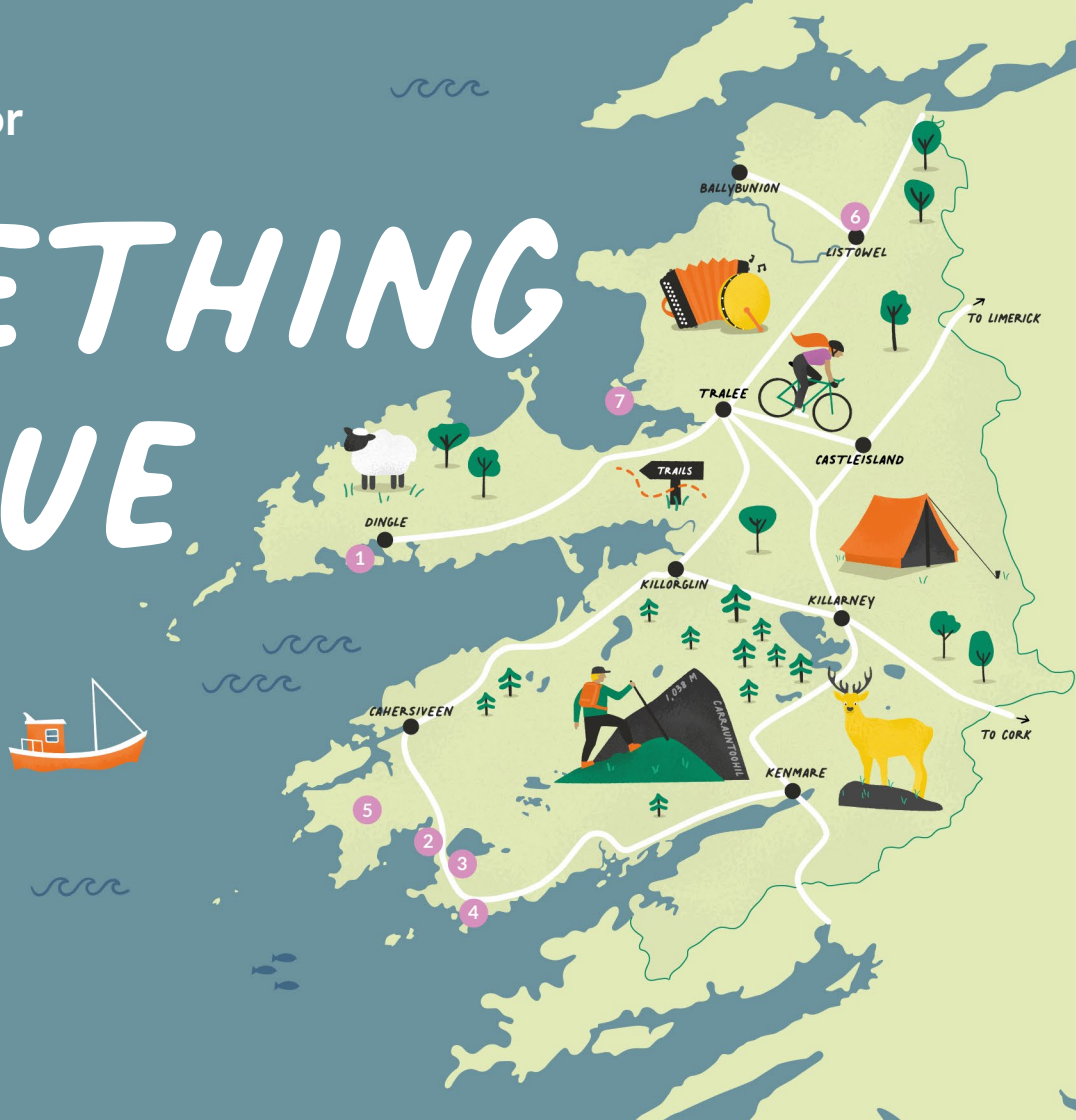 or
ETHING
UE
BALLYBUNION
6
LISTOWEL
TO LIMERICK
7
TRALEE
CASTLEISLAND
TRAILS
DINGLE
1
KILLORGLIN
KILLARNEY
1,038 M
CARRAUNTOOHIL
CAHERSIVEEN
TO CORK
KENMARE
5
2
3
4